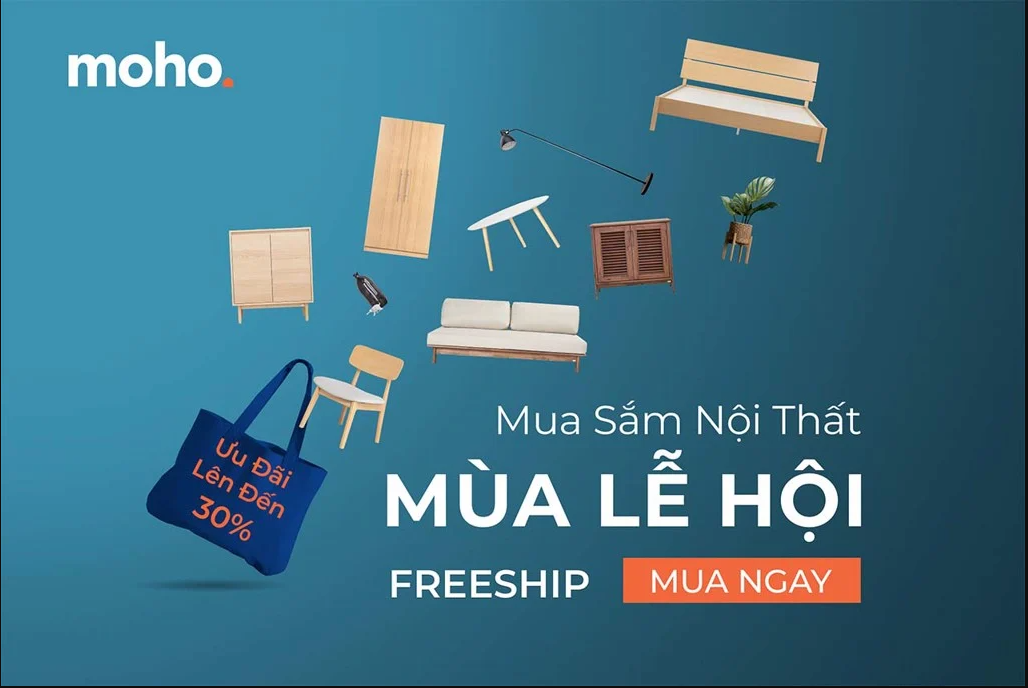 moho.
Ưu Đãi
Lên Đến
30%
Mua Sắm Nội Thất
MÙA LỄ HỘI
FREESHIP
MUA NGAY